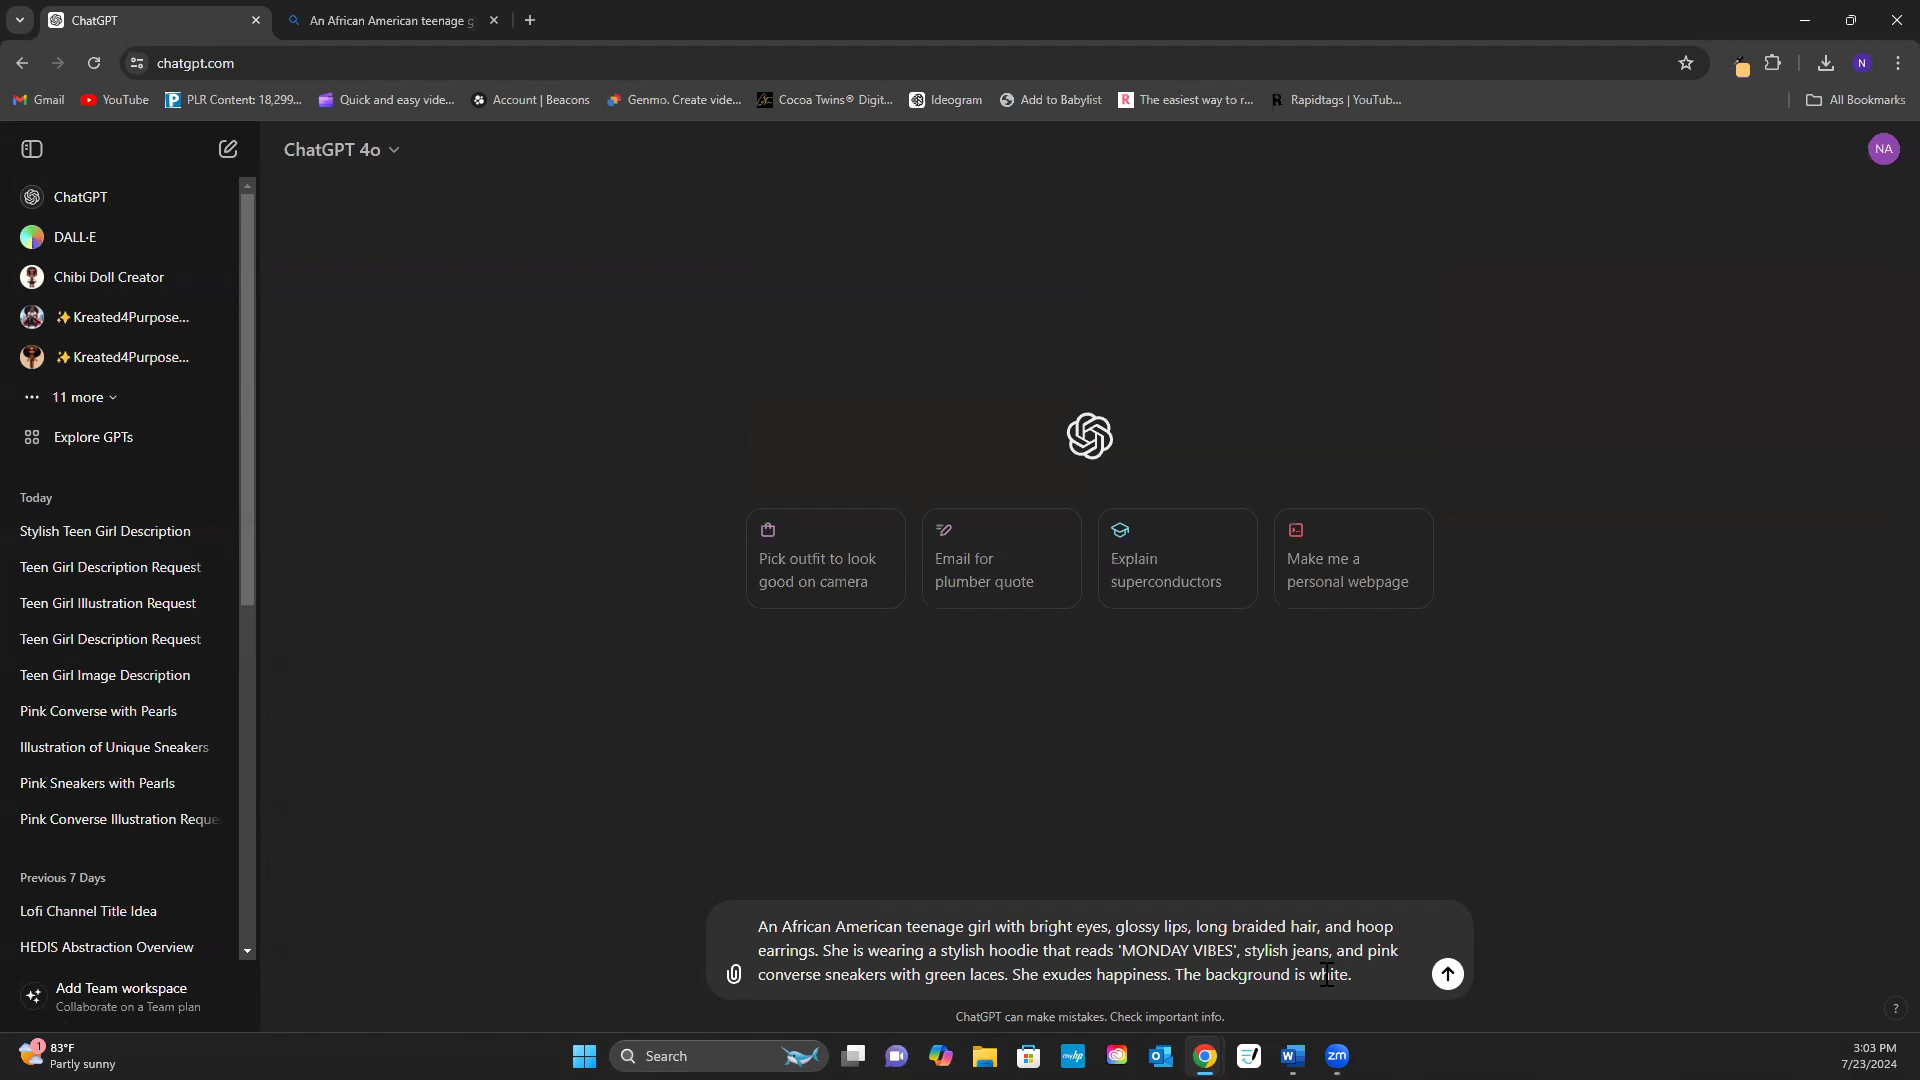 ChatGPT
An African American teenage g
chatgpt.com
N
Gmail
YouTube
PLR Content: 18,299...
Quick and easy vide...
Account | Beacons
Genmo. Create vide...
Cocoa Twins® Digit...
Ideogram
Add to Babylist
The easiest way to r...
Rapidtags | YouTub...
All Bookmarks
ChatGPT 4o
NA
ChatGPT
DALL·E
Chibi Doll Creator
✨Kreated4Purpose...
✨Kreated4Purpose...
11 more
Explore GPTs
Today
Stylish Teen Girl Description
Teen Girl Description Request
Teen Girl Illustration Request
Teen Girl Description Request
Teen Girl Image Description
Pink Converse with Pearls
Illustration of Unique Sneakers
Pink Sneakers with Pearls
Pink Converse Illustration Reque
Previous 7 Days
Lofi Channel Title Idea
HEDIS Abstraction Overview
Add Team workspace
Collaborate on a Team plan
Pick outfit to look
good on camera
Email for
plumber quote
Explain
superconductors
Make me a
personal webpage
An African American teenage girl with bright eyes, glossy lips, long braided hair, and hoop
earrings. She is wearing a stylish hoodie that reads 'MONDAY VIBES', stylish jeans, and pink
converse sneakers with green laces. She exudes happiness. The background is white.
ChatGPT can make mistakes. Check important info.
?
1
83°F
Partly sunny
Search
myhp
W
zm
3:03 PM
7/23/2024